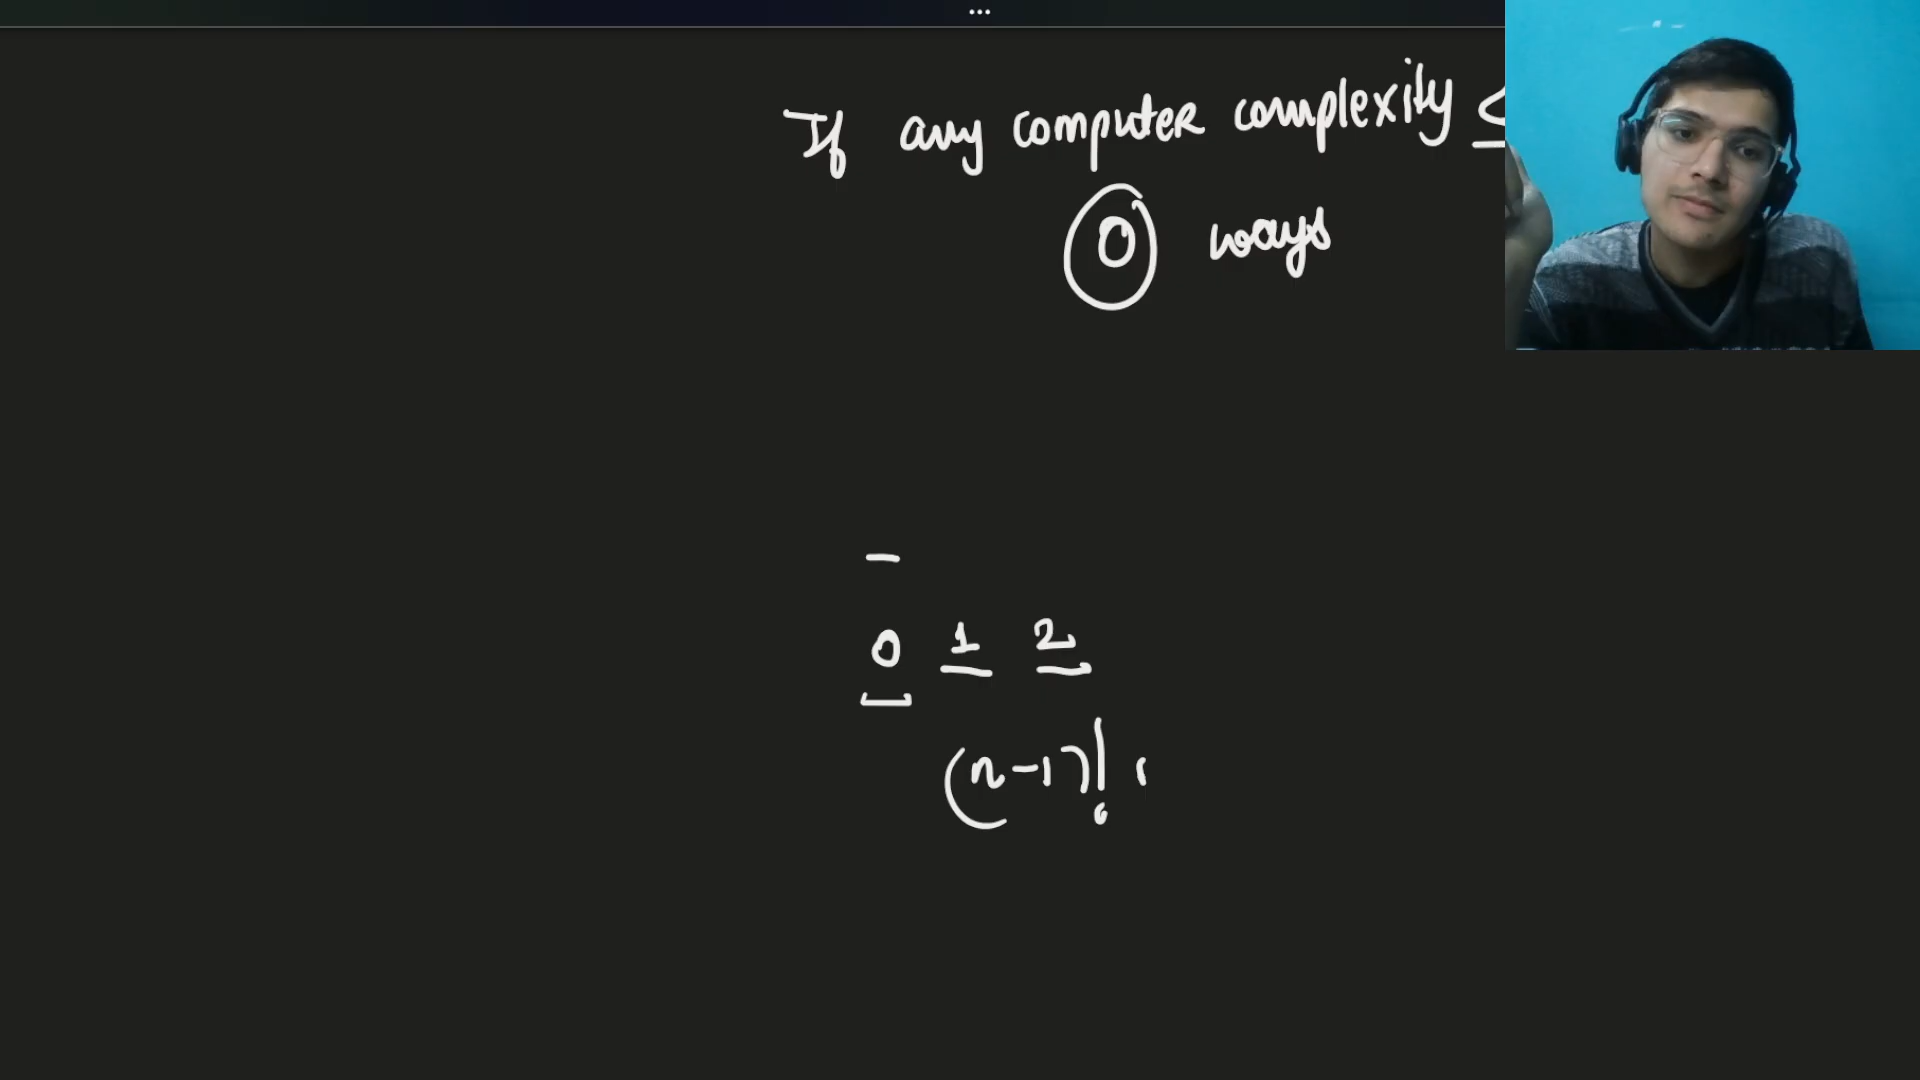 ...
If any computer complexity ≤
0 ways
0 1 2
(n-1)!